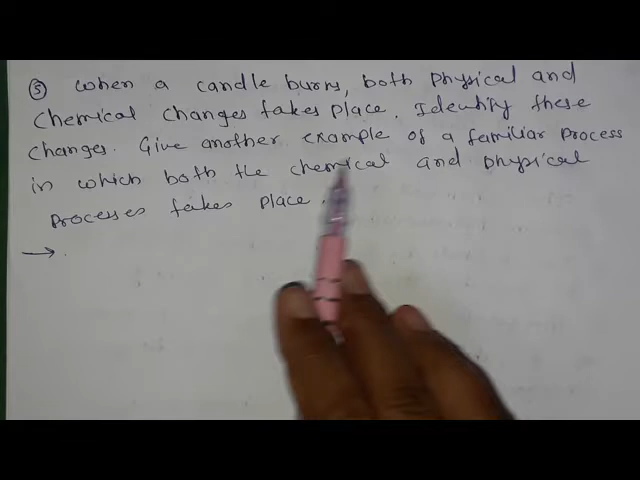 ⑤ When a candle burns, both physical and
chemical changes takes place. Identify these
changes. Give another example of a familiar process
in which both the chemical and physical
processes takes place.
→ .